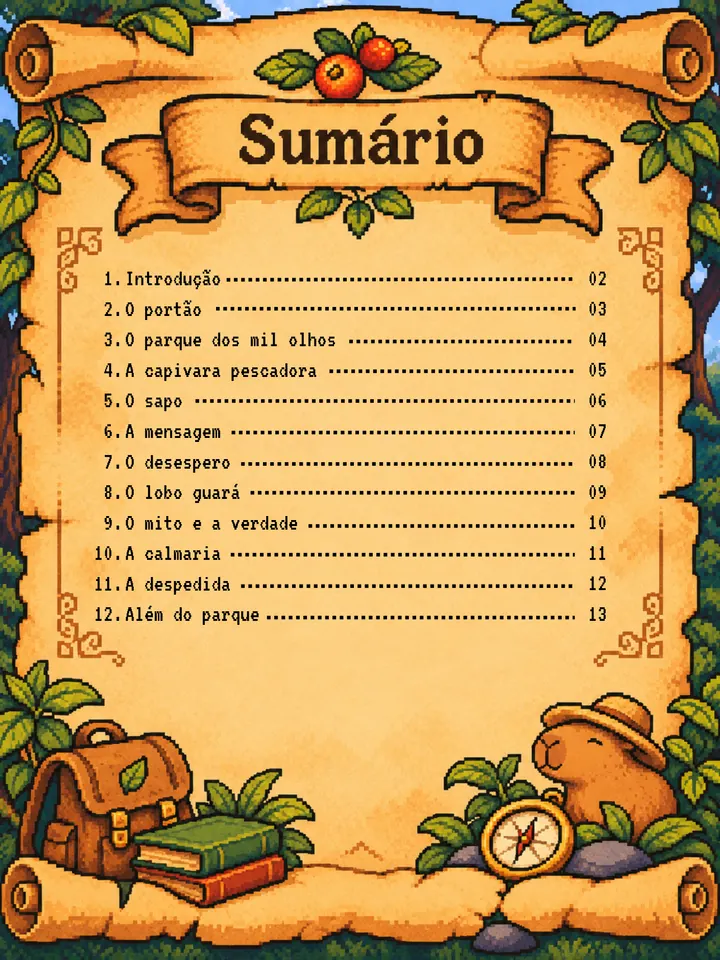 Sumário
1. Introdução 02
2. O portão 03
3. O parque dos mil olhos 04
4. A capivara pescadora 05
5. O sapo 06
6. A mensagem 07
7. O desespero 08
8. O lobo guará 09
9. O mito e a verdade 10
10. A calmaria 11
11. A despedida 12
12. Além do parque 13